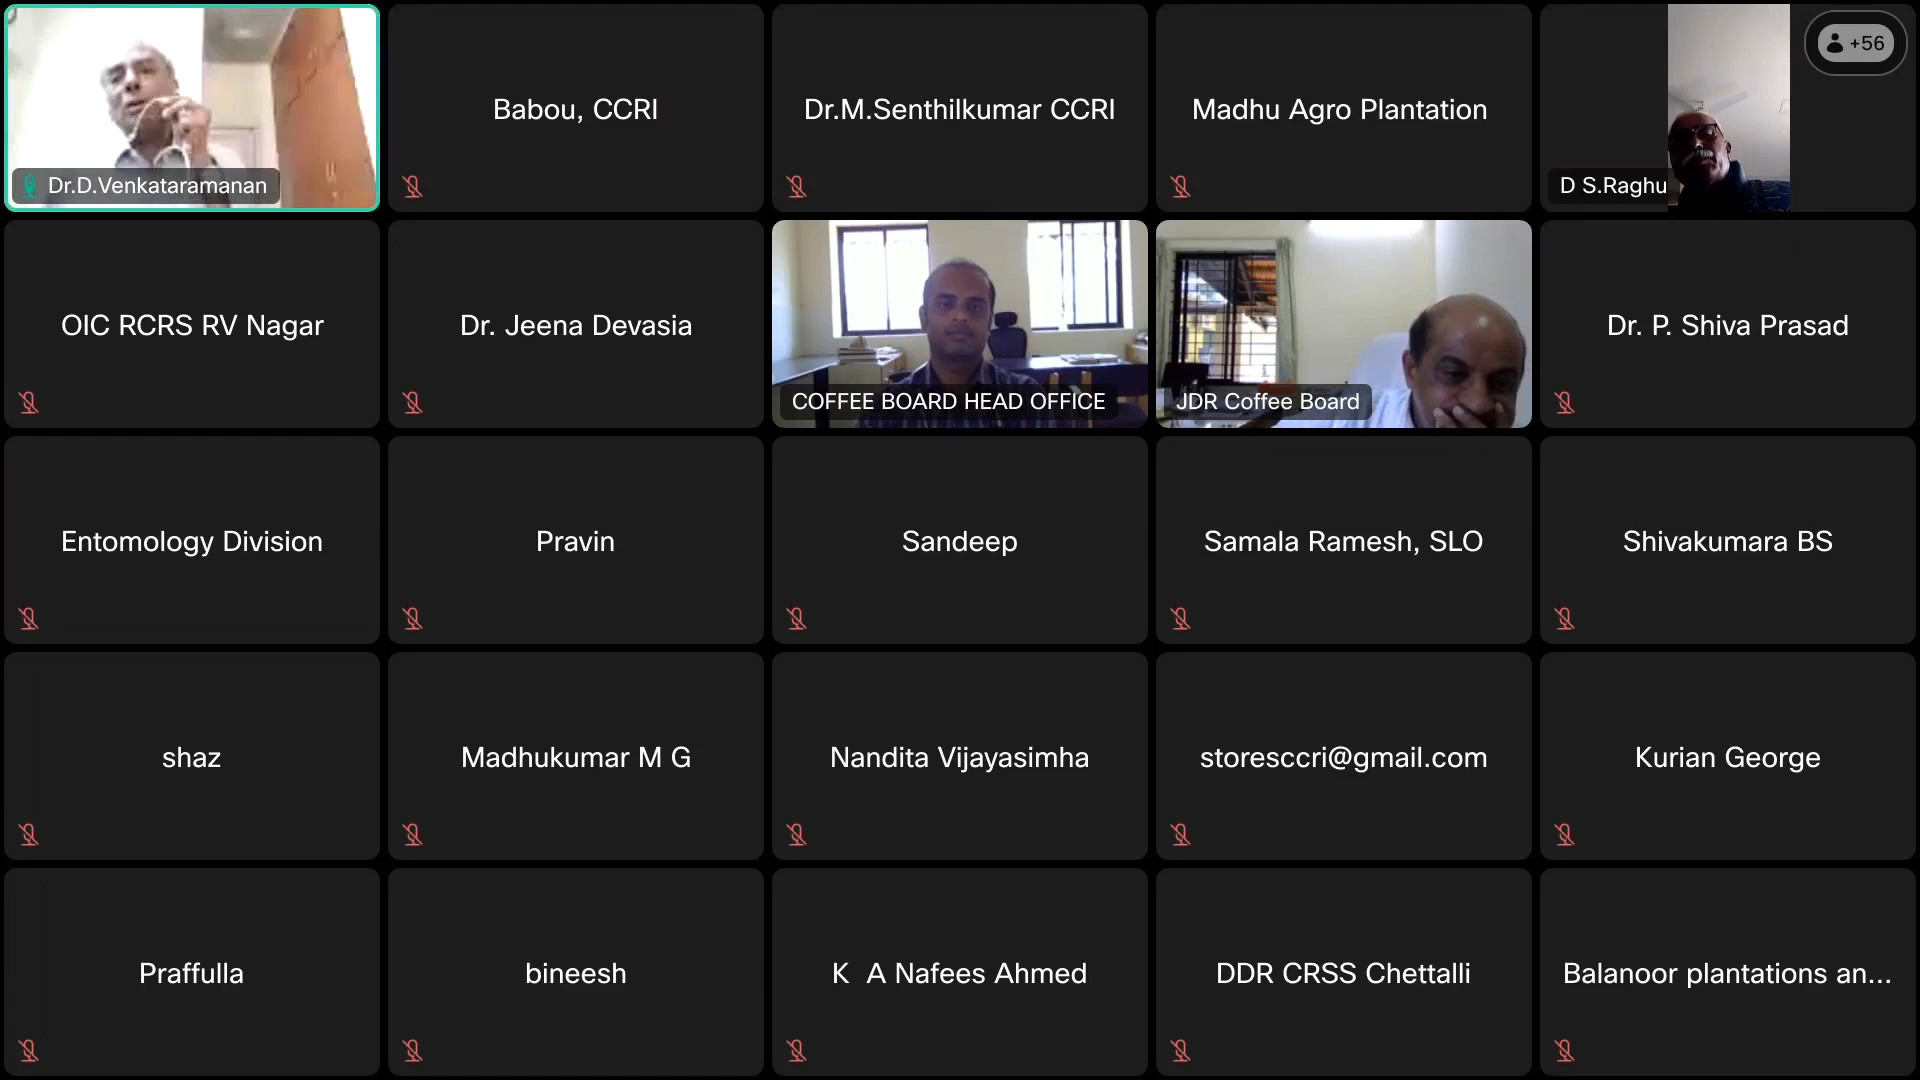 +56
Dr.D.Venkataramanan
Babou, CCRI
Dr.M.Senthilkumar CCRI
Madhu Agro Plantation
D S.Raghu
OIC RCRS RV Nagar
Dr. Jeena Devasia
COFFEE BOARD HEAD OFFICE
JDR Coffee Board
Dr. P. Shiva Prasad
Entomology Division
Pravin
Sandeep
Samala Ramesh, SLO
Shivakumara BS
shaz
Madhukumar M G
Nandita Vijayasimha
storesccri@gmail.com
Kurian George
Praffulla
bineesh
K  A Nafees Ahmed
DDR CRSS Chettalli
Balanoor plantations an...